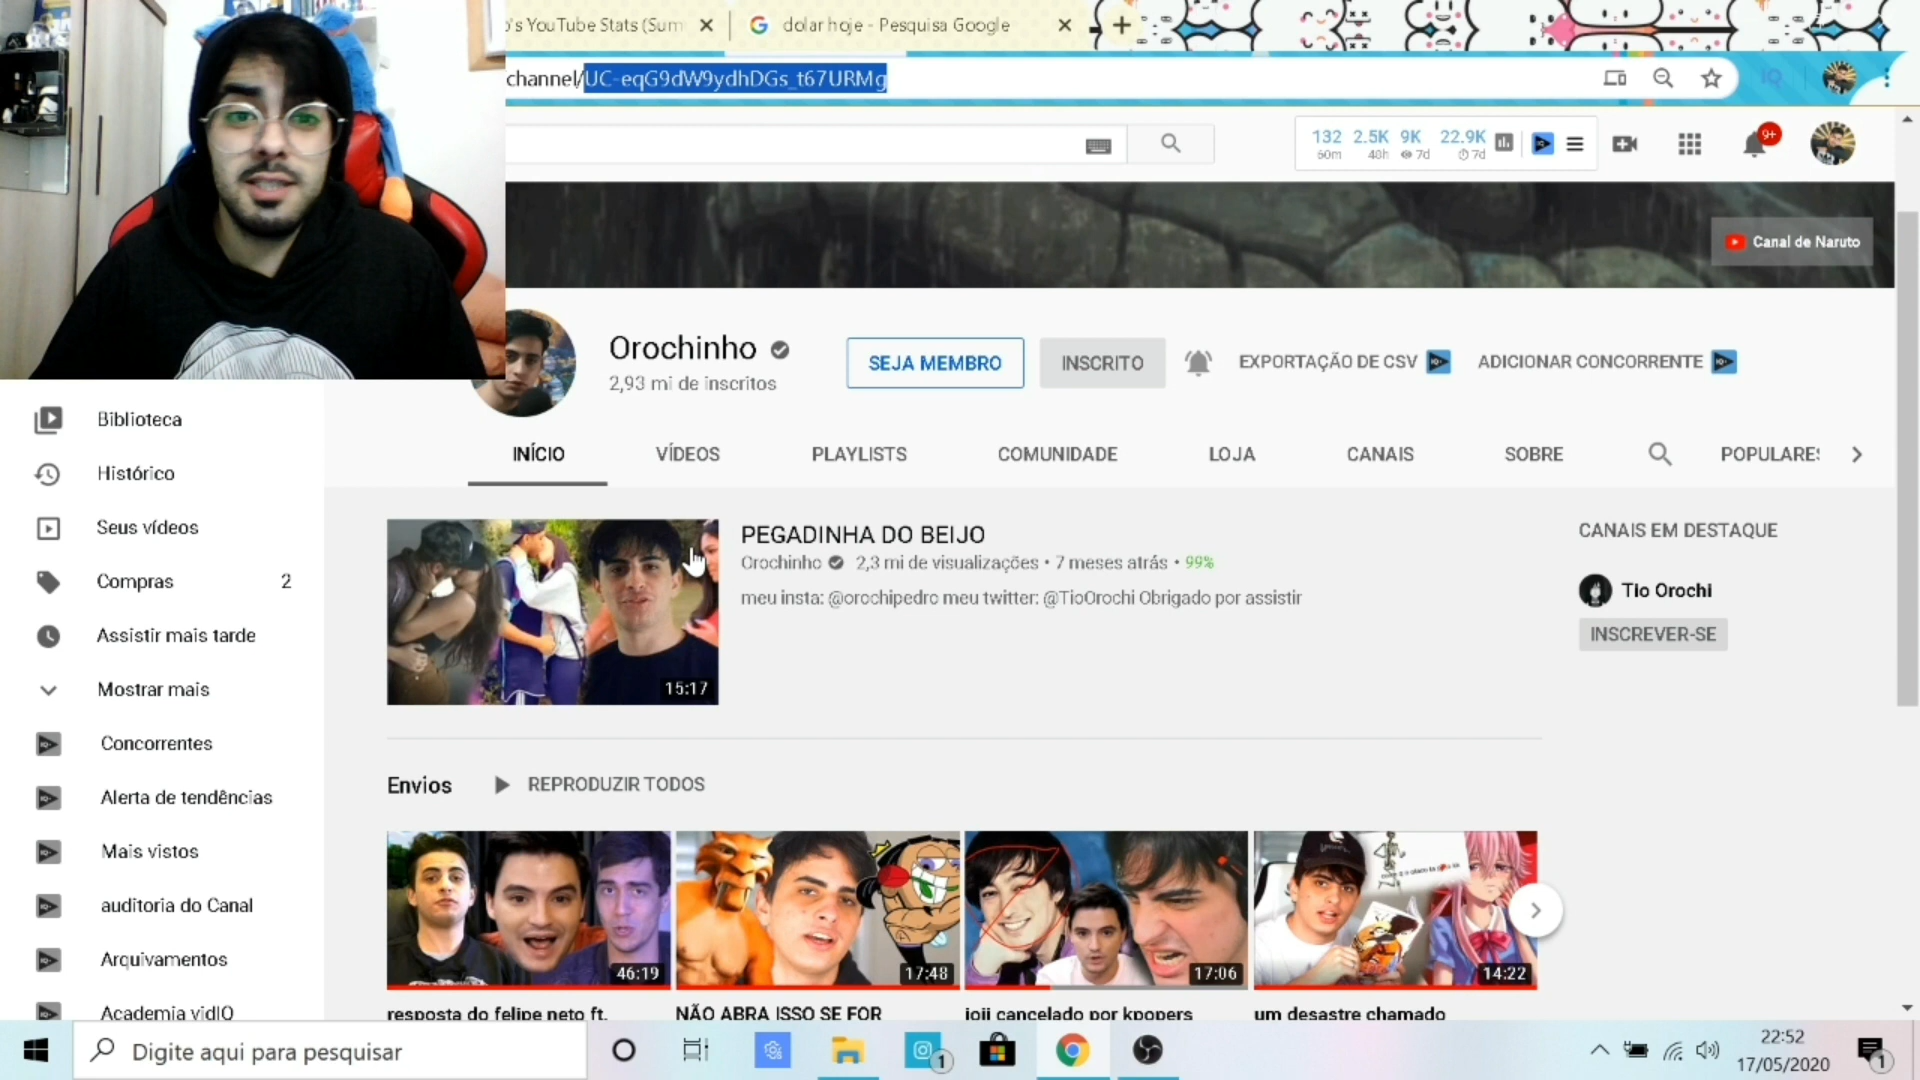 o's YouTube Stats (Sum
dolar hoje - Pesquisa Google
channel/UC-eqG9dW9ydhDGs_t67URMg
132 2.5K 9K 22.9K
60m 48h 7d 7d
9+
Canal de Naruto
Orochinho
2,93 mi de inscritos
SEJA MEMBRO
INSCRITO
EXPORTAÇÃO DE CSV
ADICIONAR CONCORRENTE
INÍCIO
VÍDEOS
PLAYLISTS
COMUNIDADE
LOJA
CANAIS
SOBRE
POPULARES
Biblioteca
Histórico
Seus vídeos
Compras 2
Assistir mais tarde
Mostrar mais
Concorrentes
Alerta de tendências
Mais vistos
auditoria do Canal
Arquivamentos
Academia vidIQ
15:17
PEGADINHA DO BEIJO
Orochinho 2,3 mi de visualizações • 7 meses atrás • 99%
meu insta: @orochipedro meu twitter: @TioOrochi Obrigado por assistir
CANAIS EM DESTAQUE
Tio Orochi
INSCREVER-SE
Envios
REPRODUZIR TODOS
46:19
17:48
17:06
14:22
resposta do felipe neto ft.
NÃO ABRA ISSO SE FOR
joji cancelado por kpopers
um desastre chamado
Digite aqui para pesquisar
1
22:52
17/05/2020
1